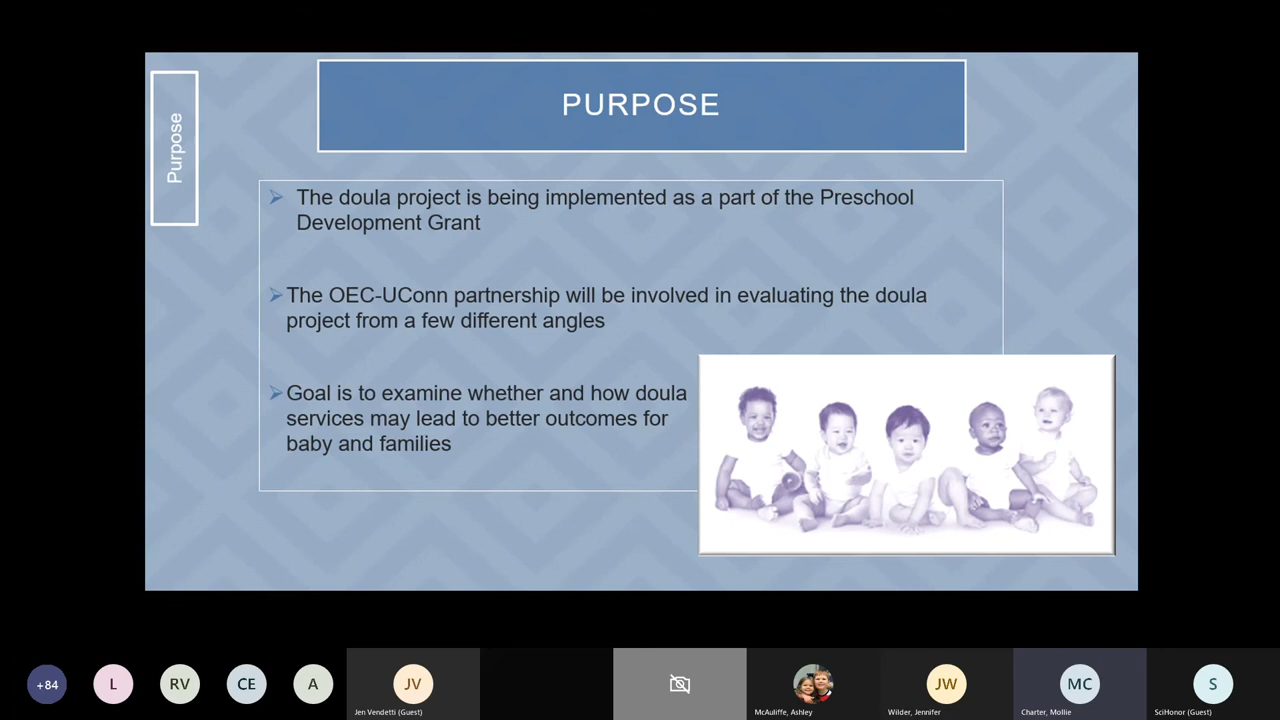 Purpose
PURPOSE
The doula project is being implemented as a part of the Preschool
Development Grant
The OEC-UConn partnership will be involved in evaluating the doula
project from a few different angles
Goal is to examine whether and how doula
services may lead to better outcomes for
baby and families
+84
L
RV
CE
A
JV
JW
MC
S
Jen Vendetti (Guest)
McAuliffe, Ashley
Wilder, Jennifer
Charter, Mollie
SciHonor (Guest)